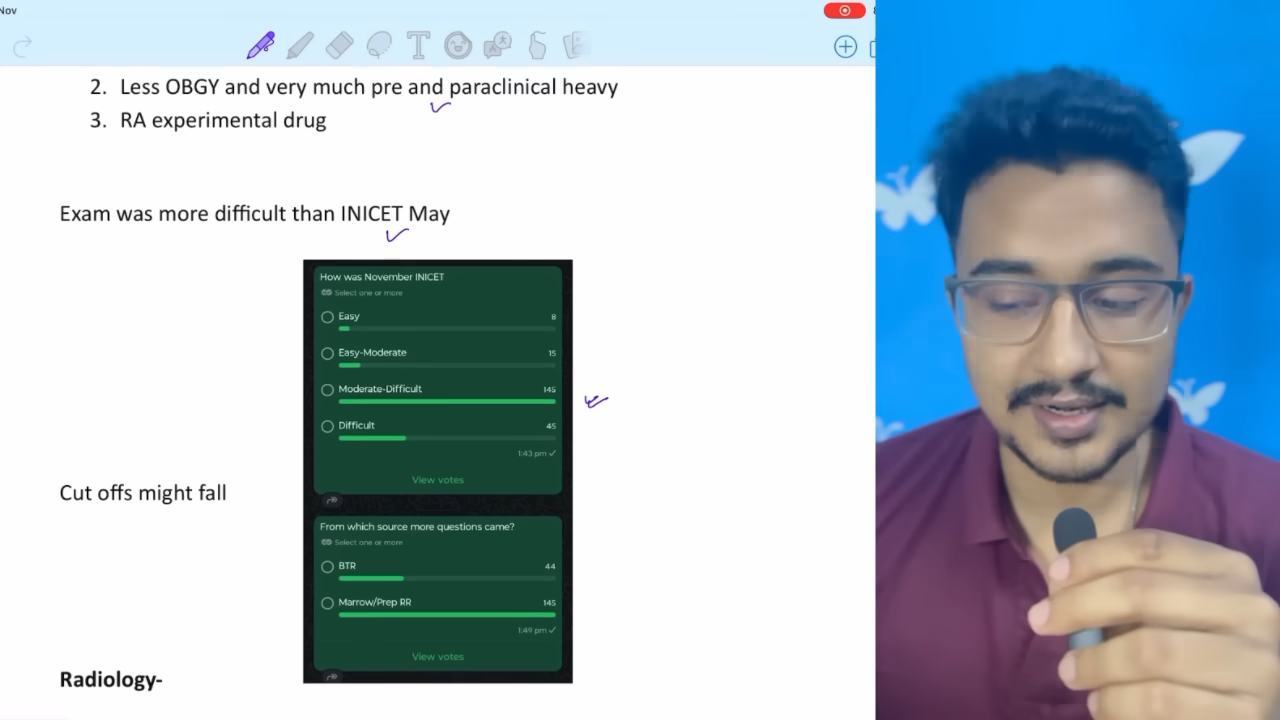 Nov
2. Less OBGY and very much pre and paraclinical heavy
3. RA experimental drug
Exam was more difficult than INICET May
How was November INICET
Select one or more
Easy 8
Easy-Moderate 15
Moderate-Difficult 145
Difficult 45
1:43 pm
View votes
Cut offs might fall
From which source more questions came?
Select one or more
BTR 44
Marrow/Prep RR 145
1:49 pm
View votes
Radiology-